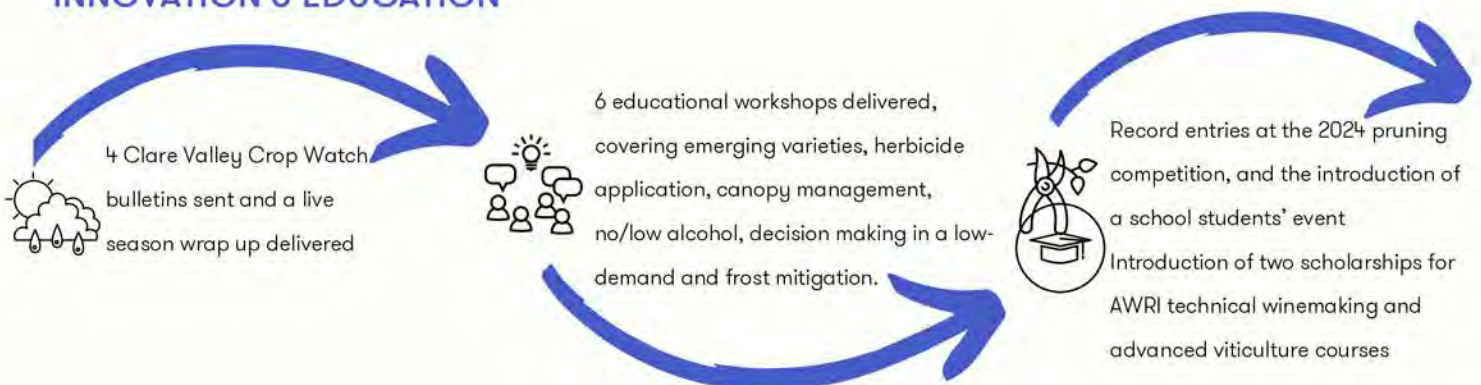 INNOVATION & EDUCATION
4 Clare Valley Crop Watch
bulletins sent and a live
season wrap up delivered
6 educational workshops delivered,
covering emerging varieties, herbicide
application, canopy management,
no/low alcohol, decision making in a low-
demand and frost mitigation.
Record entries at the 2024 pruning
competition, and the introduction of
a school students' event
Introduction of two scholarships for
AWRI technical winemaking and
advanced viticulture courses